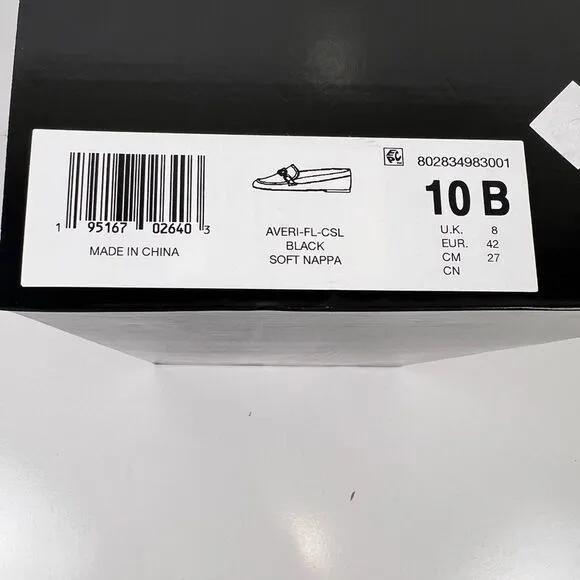 1 95167 02640 3
MADE IN CHINA
AVERI-FL-CSL
BLACK
SOFT NAPPA
802834983001
10 B
U.K. 8
EUR. 42
CM 27
CN